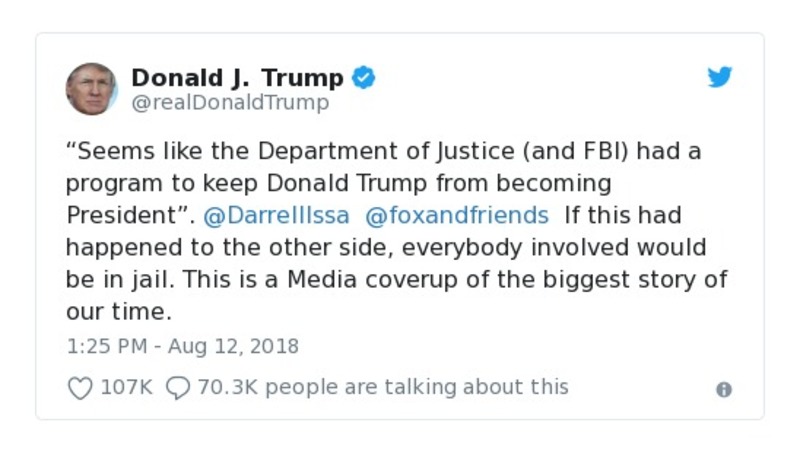 Donald J. Trump
@realDonaldTrump
“Seems like the Department of Justice (and FBI) had a
program to keep Donald Trump from becoming
President”. @DarrellIssa @foxandfriends If this had
happened to the other side, everybody involved would
be in jail. This is a Media coverup of the biggest story of
our time.
1:25 PM - Aug 12, 2018
107K 70.3K people are talking about this